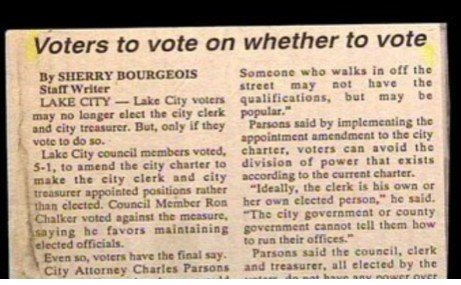 Voters to vote on whether to vote
By SHERRY BOURGEOIS
Staff Writer
LAKE CITY — Lake City voters
may no longer elect the city clerk
and city treasurer. But, only if they
vote to do so.
Lake City council members voted,
5-1, to amend the city charter to
make the city clerk and city
treasurer appointed positions rather
than elected. Council Member Ron
Chalker voted against the measure,
saying he favors maintaining
elected officials.
Even so, voters have the final say.
City Attorney Charles Parsons
Someone who walks in off the
street may not have the
qualifications, but may be
popular."
Parsons said by implementing the
appointment amendment to the city
charter, voters can avoid the
division of power that exists
according to the current charter.
"Ideally, the clerk is his own or
her own elected person," he said.
"The city government or county
government cannot tell them how
to run their offices."
Parsons said the council, clerk
and treasurer, all elected by the
voters do not have any power over